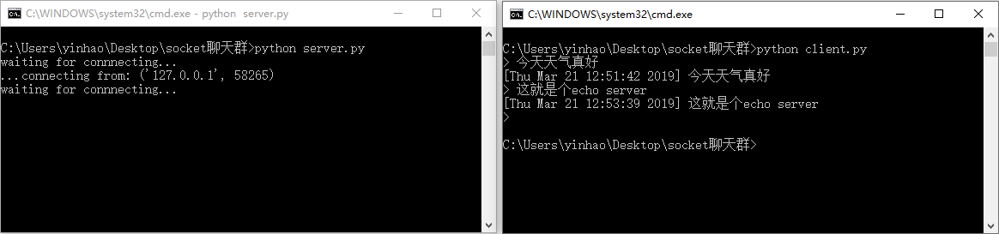 C:\WINDOWS\system32\cmd.exe - python  server.py
C:\Users\yinhao\Desktop\socket聊天群>python server.py
waiting for connnecting...
...connecting from: ('127.0.0.1', 58265)
waiting for connnecting...
C:\WINDOWS\system32\cmd.exe
C:\Users\yinhao\Desktop\socket聊天群>python client.py
> 今天天气真好
[Thu Mar 21 12:51:42 2019] 今天天气真好
> 这就是个echo server
[Thu Mar 21 12:53:39 2019] 这就是个echo server
>
C:\Users\yinhao\Desktop\socket聊天群>